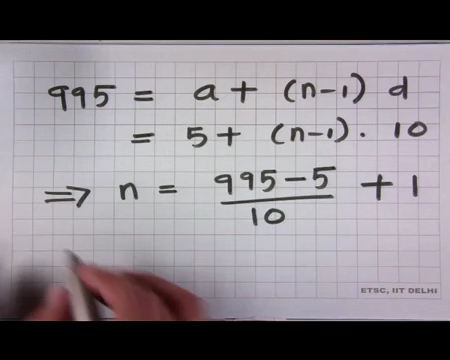 995 = a + (n-1) d
= 5 + (n-1) · 10
⇒ n = (995-5)/10 + 1
ETSC, IIT DELHI